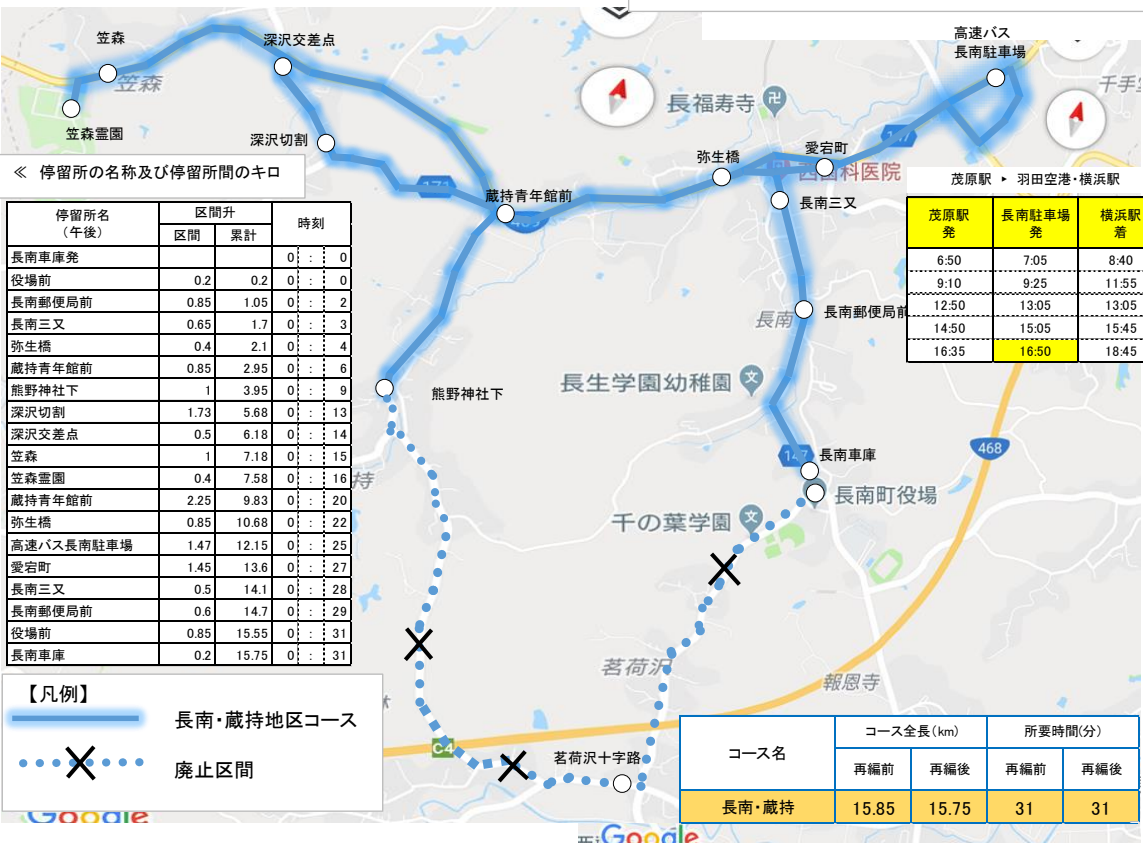 笠森
深沢交差点
高速バス
長南駐車場
笠森
長福寺
笠森霊園
深沢切割
147
弥生橋
愛宕町
≪ 停留所の名称及び停留所間のキロ
171
蔵持青年館前
長南三又
茂原駅 ▸ 羽田空港・横浜駅
茂原駅発 長南駐車場発 横浜駅着
6:50 7:05 8:40
9:10 9:25 11:55
12:50 13:05 13:05
14:50 15:05 15:45
16:35 16:50 18:45
停留所名(午後) 区間升 時刻
区間 累計
長南車庫発 0 : 0
役場前 0.2 0.2 0 : 0
長南郵便局前 0.85 1.05 0 : 2
長南三又 0.65 1.7 0 : 3
弥生橋 0.4 2.1 0 : 4
蔵持青年館前 0.85 2.95 0 : 6
熊野神社下 1 3.95 0 : 9
深沢切割 1.73 5.68 0 : 13
深沢交差点 0.5 6.18 0 : 14
笠森 1 7.18 0 : 15
笠森霊園 0.4 7.58 0 : 16
蔵持青年館前 2.25 9.83 0 : 20
弥生橋 0.85 10.68 0 : 22
高速バス長南駐車場 1.47 12.15 0 : 25
愛宕町 1.45 13.6 0 : 27
長南三又 0.5 14.1 0 : 28
長南郵便局前 0.6 14.7 0 : 29
役場前 0.85 15.55 0 : 31
長南車庫 0.2 15.75 0 : 31
長南
長南郵便局前
長生学園幼稚園
文
熊野神社下
468
147
長南車庫
長南町役場
持
千の葉学園
文
茗荷沢
報恩寺
【凡例】
長南・蔵持地区コース
廃止区間
C4
茗荷沢十字路
コース名 コース全長(km) 所要時間(分)
再編前 再編後 再編前 再編後
長南・蔵持 15.85 15.75 31 31
Google
Google